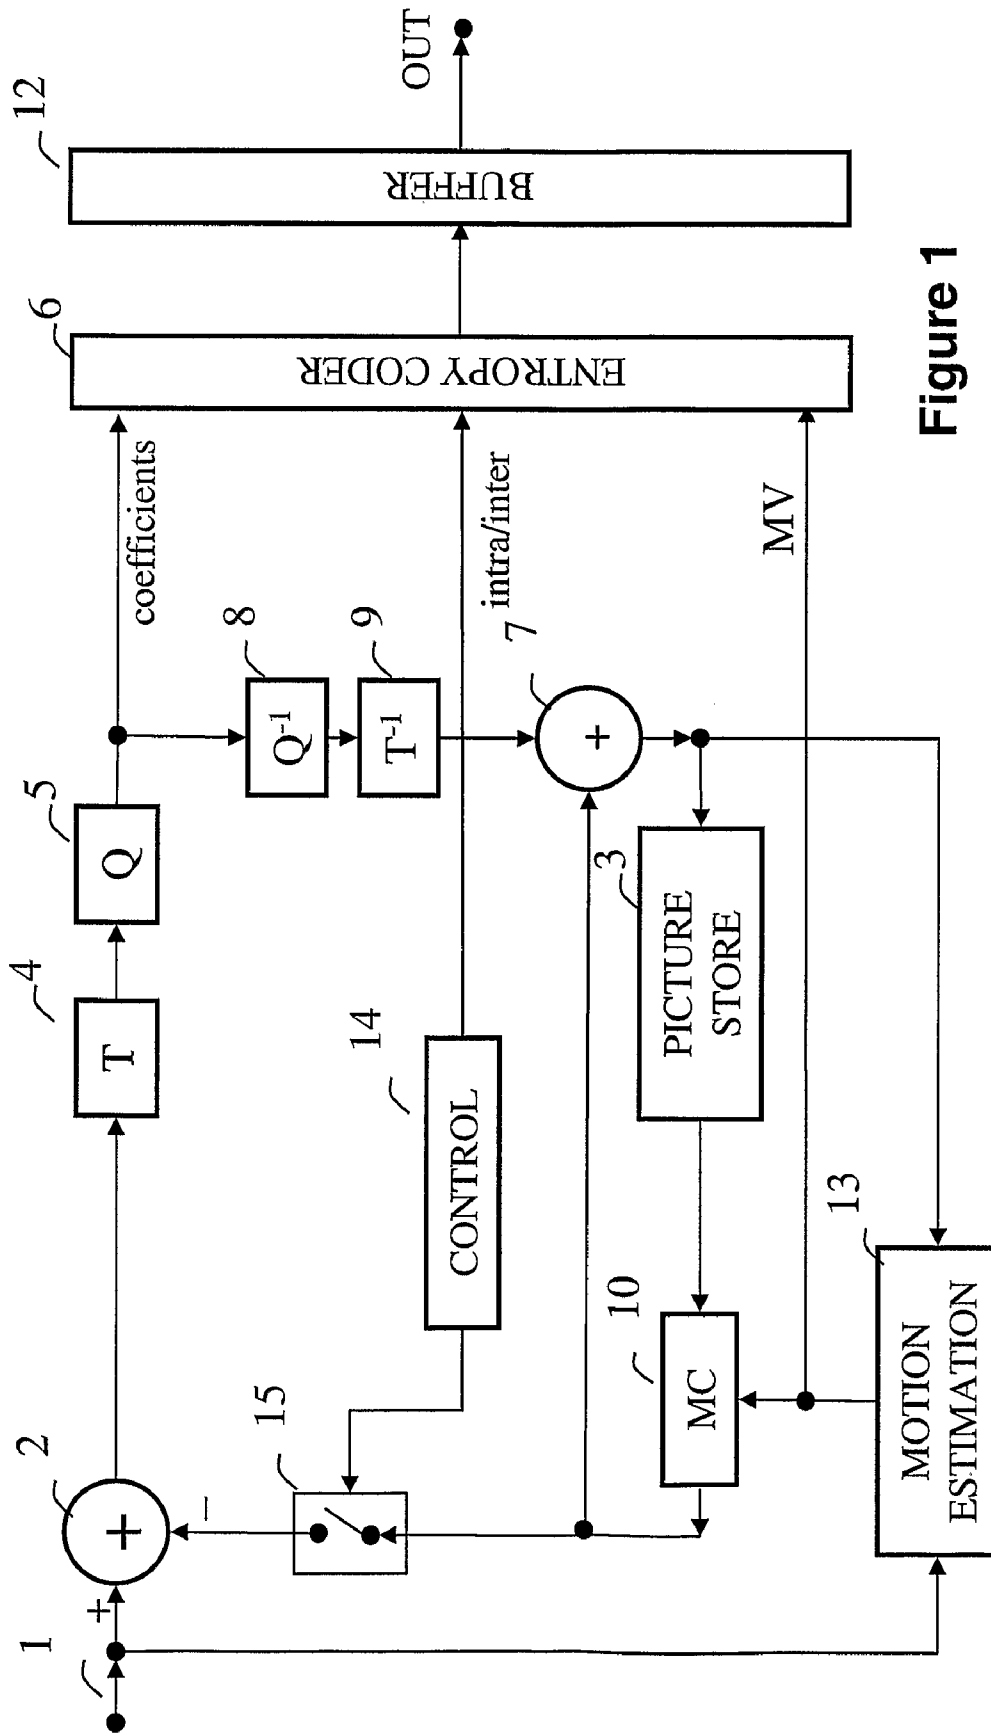 1
+
2
+
−
15
4
T
5
Q
coefficients
6
ENTROPY CODER
12
BUFFER
OUT
8
Q-1
9
T-1
14
CONTROL
intra/inter
7
+
3
PICTURE
STORE
10
MC
MV
13
MOTION
ESTIMATION
Figure 1